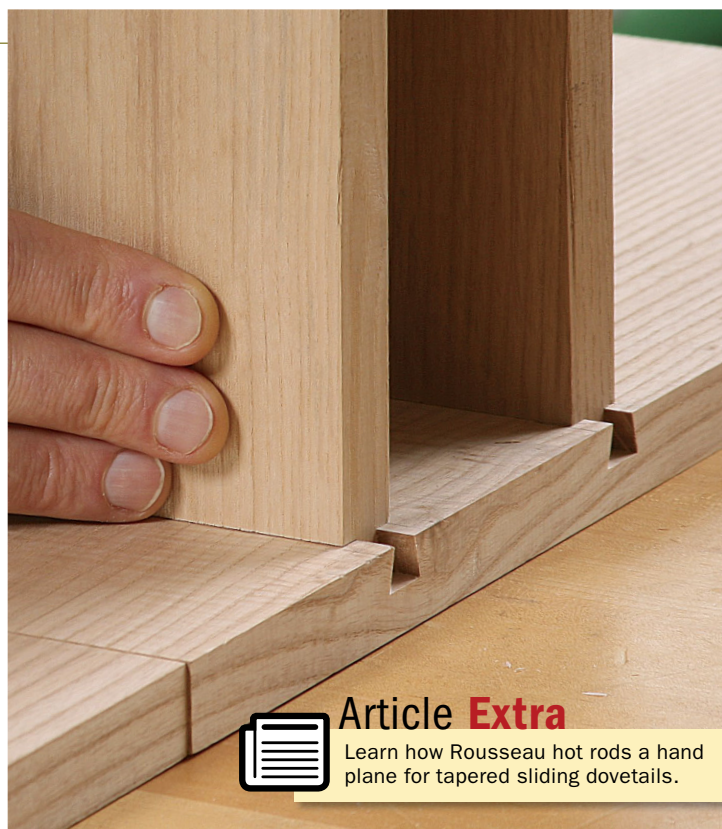 Article Extra
Learn how Rousseau hot rods a hand
plane for tapered sliding dovetails.